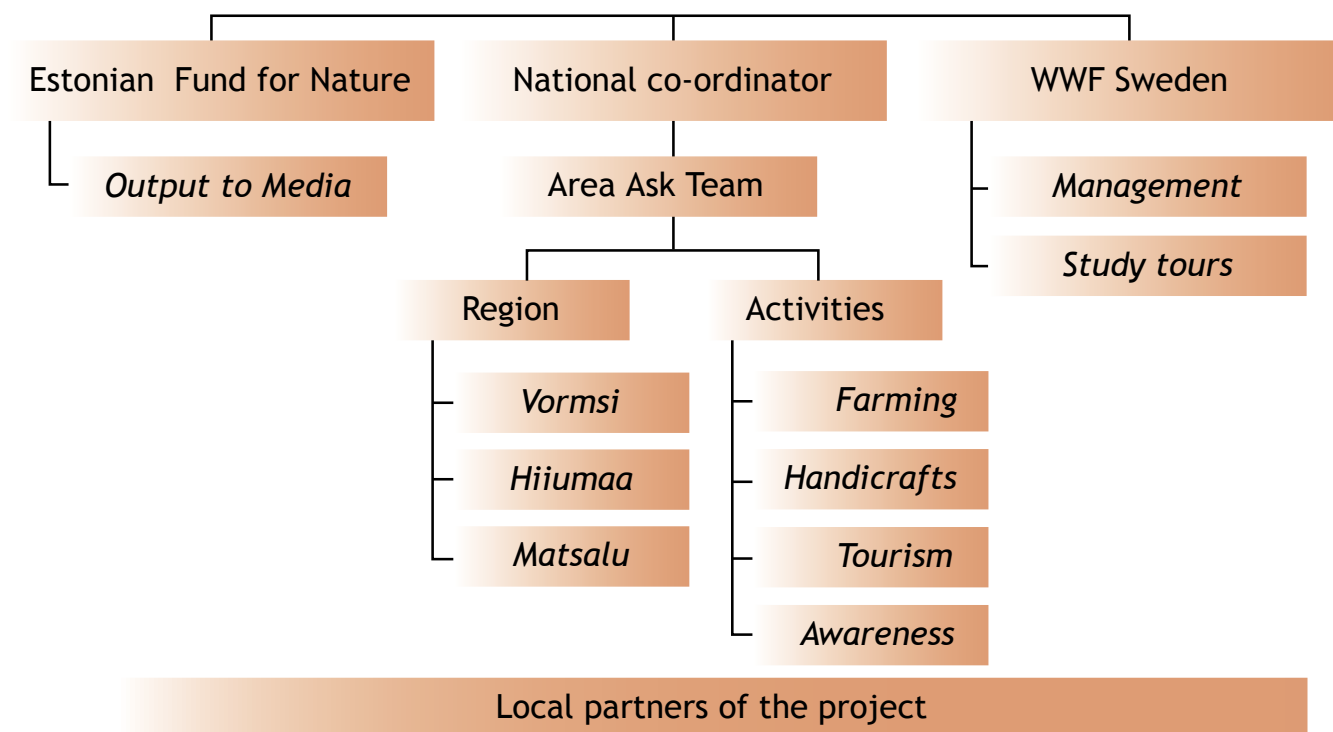 Estonian Fund for Nature
National co-ordinator
WWF Sweden
Output to Media
Area Ask Team
Management
Study tours
Region
Activities
Vormsi
Hiiumaa
Matsalu
Farming
Handicrafts
Tourism
Awareness
Local partners of the project